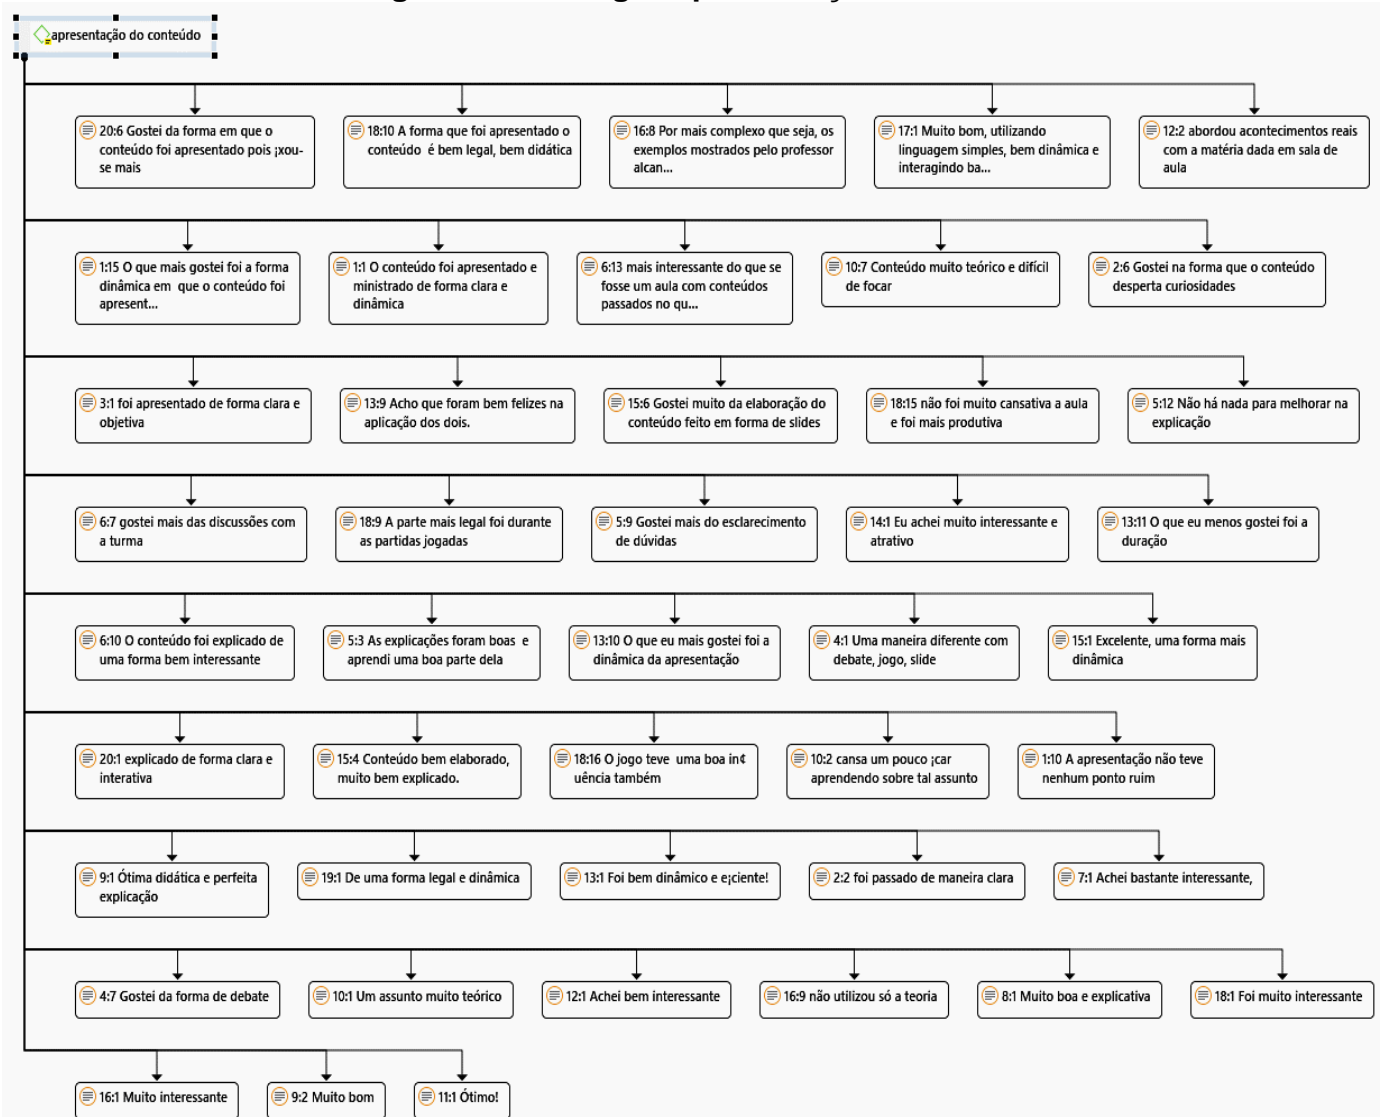 apresentação do conteúdo
20:6 Gostei da forma em que o
conteúdo foi apresentado pois ¡xou-
se mais
18:10 A forma que foi apresentado o
conteúdo é bem legal, bem didática
16:8 Por mais complexo que seja, os
exemplos mostrados pelo professor
alcan...
17:1 Muito bom, utilizando
linguagem simples, bem dinâmica e
interagindo ba...
12:2 abordou acontecimentos reais
com a matéria dada em sala de
aula
1:15 O que mais gostei foi a forma
dinâmica em que o conteúdo foi
apresent...
1:1 O conteúdo foi apresentado e
ministrado de forma clara e
dinâmica
6:13 mais interessante do que se
fosse um aula com conteúdos
passados no qu...
10:7 Conteúdo muito teórico e difícil
de focar
2:6 Gostei na forma que o conteúdo
desperta curiosidades
3:1 foi apresentado de forma clara e
objetiva
13:9 Acho que foram bem felizes na
aplicação dos dois.
15:6 Gostei muito da elaboração do
conteúdo feito em forma de slides
18:15 não foi muito cansativa a aula
e foi mais produtiva
5:12 Não há nada para melhorar na
explicação
6:7 gostei mais das discussões com
a turma
18:9 A parte mais legal foi durante
as partidas jogadas
5:9 Gostei mais do esclarecimento
de dúvidas
14:1 Eu achei muito interessante e
atrativo
13:11 O que eu menos gostei foi a
duração
6:10 O conteúdo foi explicado de
uma forma bem interessante
5:3 As explicações foram boas e
aprendi uma boa parte dela
13:10 O que eu mais gostei foi a
dinâmica da apresentação
4:1 Uma maneira diferente com
debate, jogo, slide
15:1 Excelente, uma forma mais
dinâmica
20:1 explicado de forma clara e
interativa
15:4 Conteúdo bem elaborado,
muito bem explicado.
18:16 O jogo teve uma boa in¢
uência também
10:2 cansa um pouco ¡car
aprendendo sobre tal assunto
1:10 A apresentação não teve
nenhum ponto ruim
9:1 Ótima didática e perfeita
explicação
19:1 De uma forma legal e dinâmica
13:1 Foi bem dinâmico e e¡ciente!
2:2 foi passado de maneira clara
7:1 Achei bastante interessante,
4:7 Gostei da forma de debate
10:1 Um assunto muito teórico
12:1 Achei bem interessante
16:9 não utilizou só a teoria
8:1 Muito boa e explicativa
18:1 Foi muito interessante
16:1 Muito interessante
9:2 Muito bom
11:1 Ótimo!